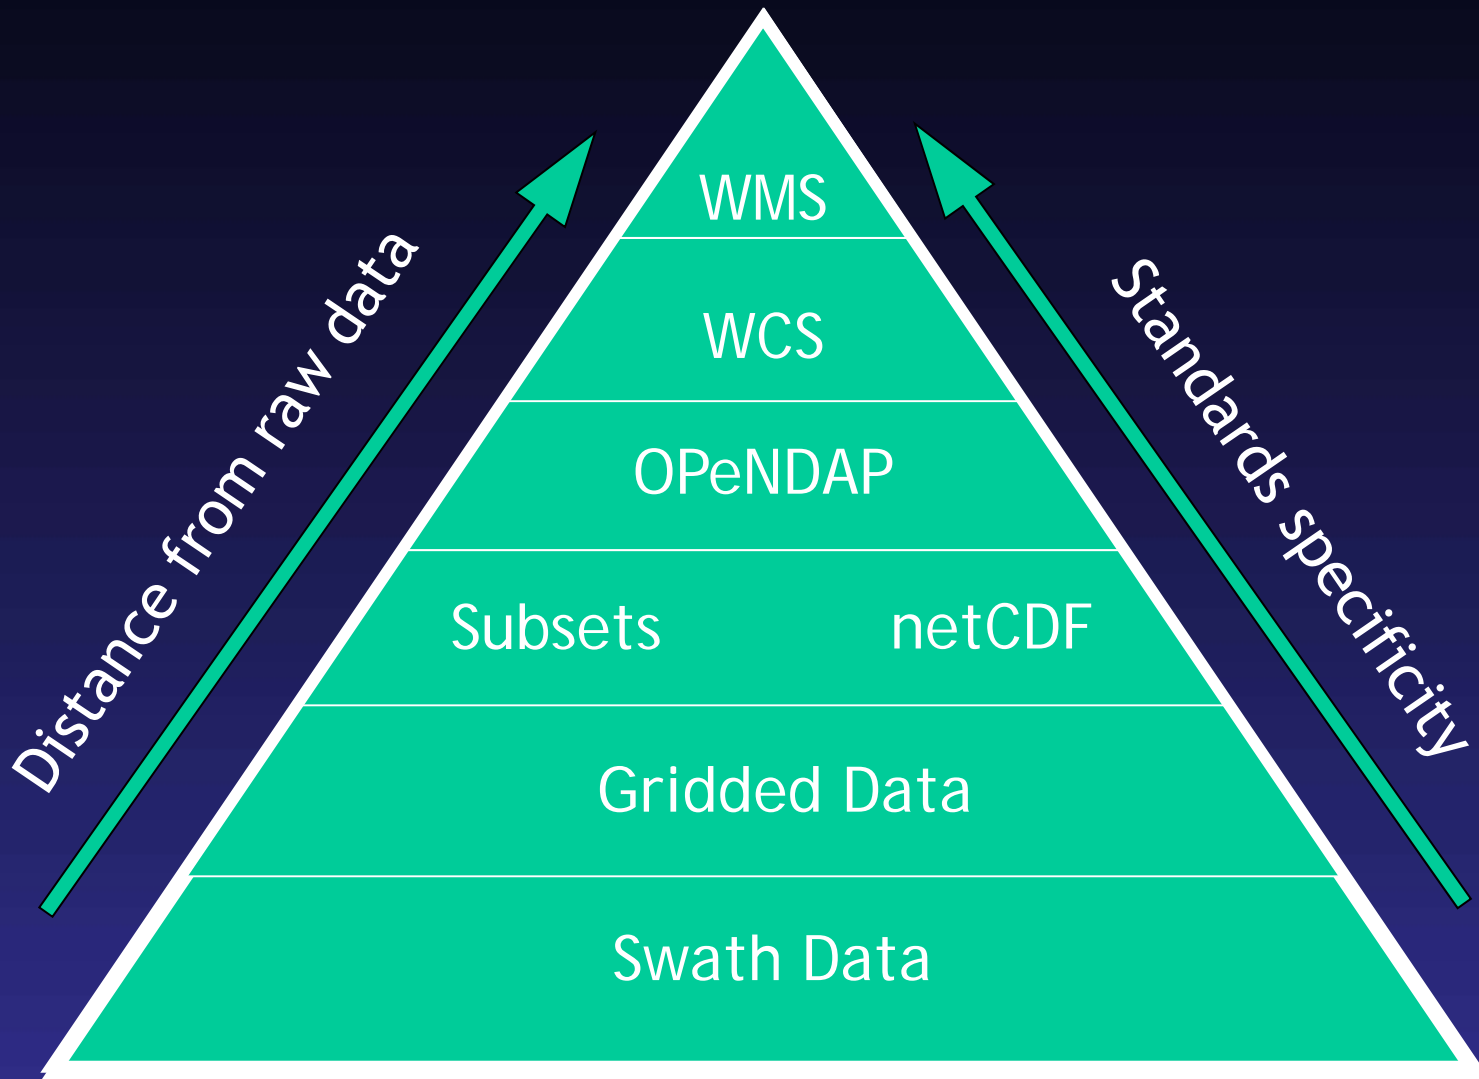 WMS
WCS
OPeNDAP
Subsets netCDF
Gridded Data
Swath Data
Distance from raw data
Standards specificity